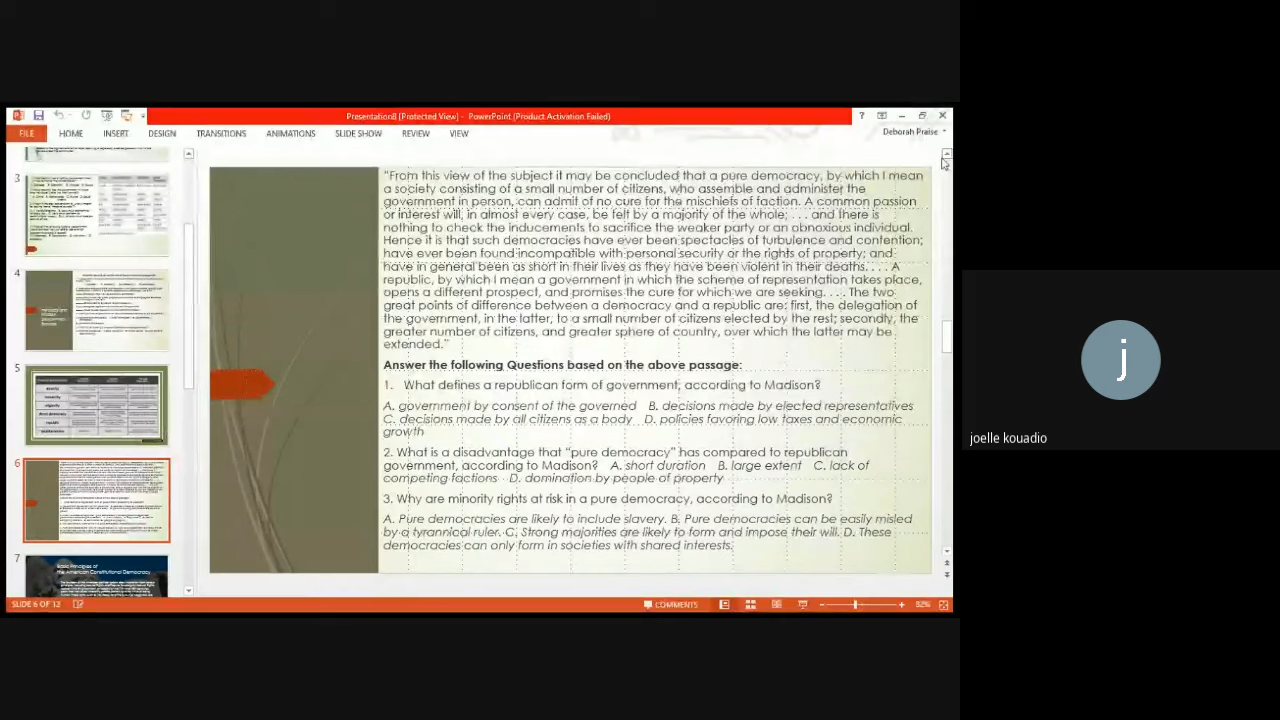 Presentation8 [Protected View] - PowerPoint (Product Activation Failed)
FILE HOME INSERT DESIGN TRANSITIONS ANIMATIONS SLIDE SHOW REVIEW VIEW
Deborah Praise
3
4
5
6
7
Basic Principles of
the American Constitutional Democracy
"From this view of the subject it may be concluded that a pure democracy, by which I mean
a society consisting of a small number of citizens, who assemble and administer the
government in person, can admit of no cure for the mischiefs of faction. A common passion
or interest will, in almost every case, be felt by a majority of the whole. . . and there is
nothing to check the inducements to sacrifice the weaker party or an obnoxious individual.
Hence it is that such democracies have ever been spectacles of turbulence and contention;
have ever been found incompatible with personal security or the rights of property; and
have in general been as short in their lives as they have been violent in their deaths. . . . A
republic, by which I mean a government in which the scheme of representation takes place,
opens a different prospect, and promises the cure for which we are seeking. . . . The two
great points of difference between a democracy and a republic are: first, the delegation of
the government, in the latter, to a small number of citizens elected by the rest; secondly, the
greater number of citizens, and greater sphere of country, over which the latter may be
extended."
Answer the following Questions based on the above passage:
1. What defines a republican form of government, according to Madison?
A. government by consent of the governed B. decisions made by elected representatives
C. decisions made by all citizens as a body D. policies favoring low taxes and economic
growth
2. What is a disadvantage that "pure democracy" has compared to republican
government, according to Madison? A. short duration B. larger extent C. lack of
competing factions D. domination by people of property
3. Why are minority rights at risk in a pure democracy, according to Madison?
A. Pure democracies are likely to include slavery. B. Pure democracies can be easily misled
by a tyrannical ruler. C. Strong majorities are likely to form and impose their will. D. These
democracies can only form in societies with shared interests.
SLIDE 6 OF 12
COMMENTS
82%
j
joelle kouadio